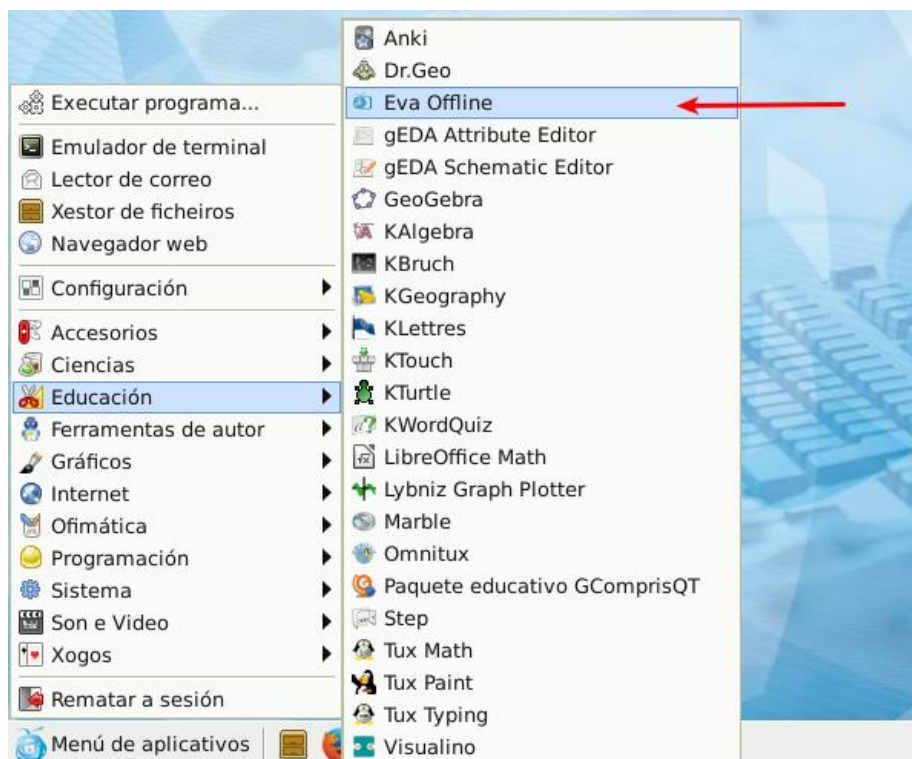 Executar programa...
Emulador de terminal
Lector de correo
Xestor de ficheiros
Navegador web
Configuración
Accesorios
Ciencias
Educación
Ferramentas de autor
Gráficos
Internet
Ofimática
Programación
Sistema
Son e Video
Xogos
Rematar a sesión
Menú de aplicativos
Anki
Dr.Geo
Eva Offline
gEDA Attribute Editor
gEDA Schematic Editor
GeoGebra
KAlgebra
KBruch
KGeography
KLettres
KTouch
KTurtle
KWordQuiz
LibreOffice Math
Lybniz Graph Plotter
Marble
Omnitux
Paquete educativo GComprisQT
Step
Tux Math
Tux Paint
Tux Typing
Visualino